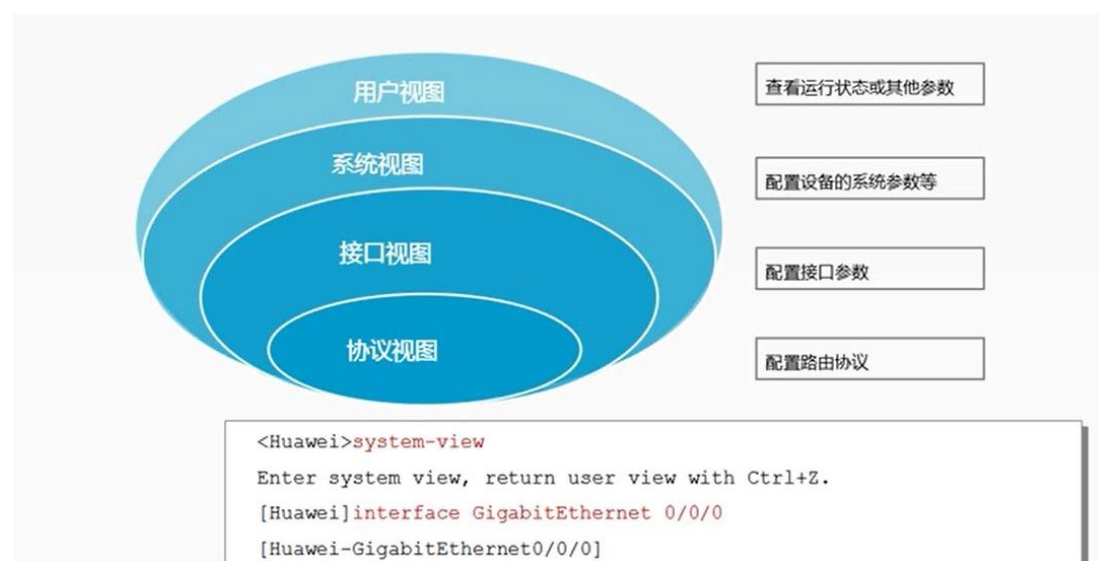 用户视图
查看运行状态或其他参数
系统视图
配置设备的系统参数等
接口视图
配置接口参数
协议视图
配置路由协议
<Huawei>system-view
Enter system view, return user view with Ctrl+Z.
[Huawei]interface GigabitEthernet 0/0/0
[Huawei-GigabitEthernet0/0/0]